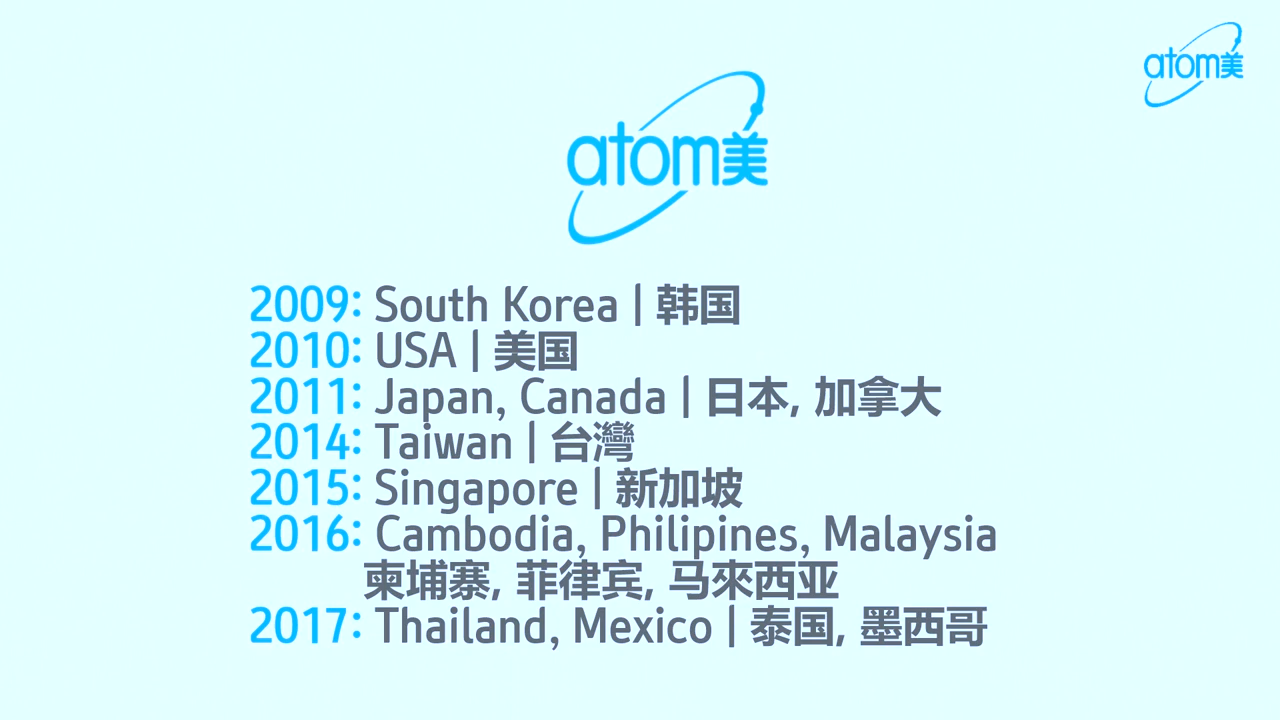 atom美
atom美
2009: South Korea | 韩国
2010: USA | 美国
2011: Japan, Canada | 日本, 加拿大
2014: Taiwan | 台灣
2015: Singapore | 新加坡
2016: Cambodia, Philipines, Malaysia
柬埔寨, 菲律宾, 马來西亚
2017: Thailand, Mexico | 泰国, 墨西哥